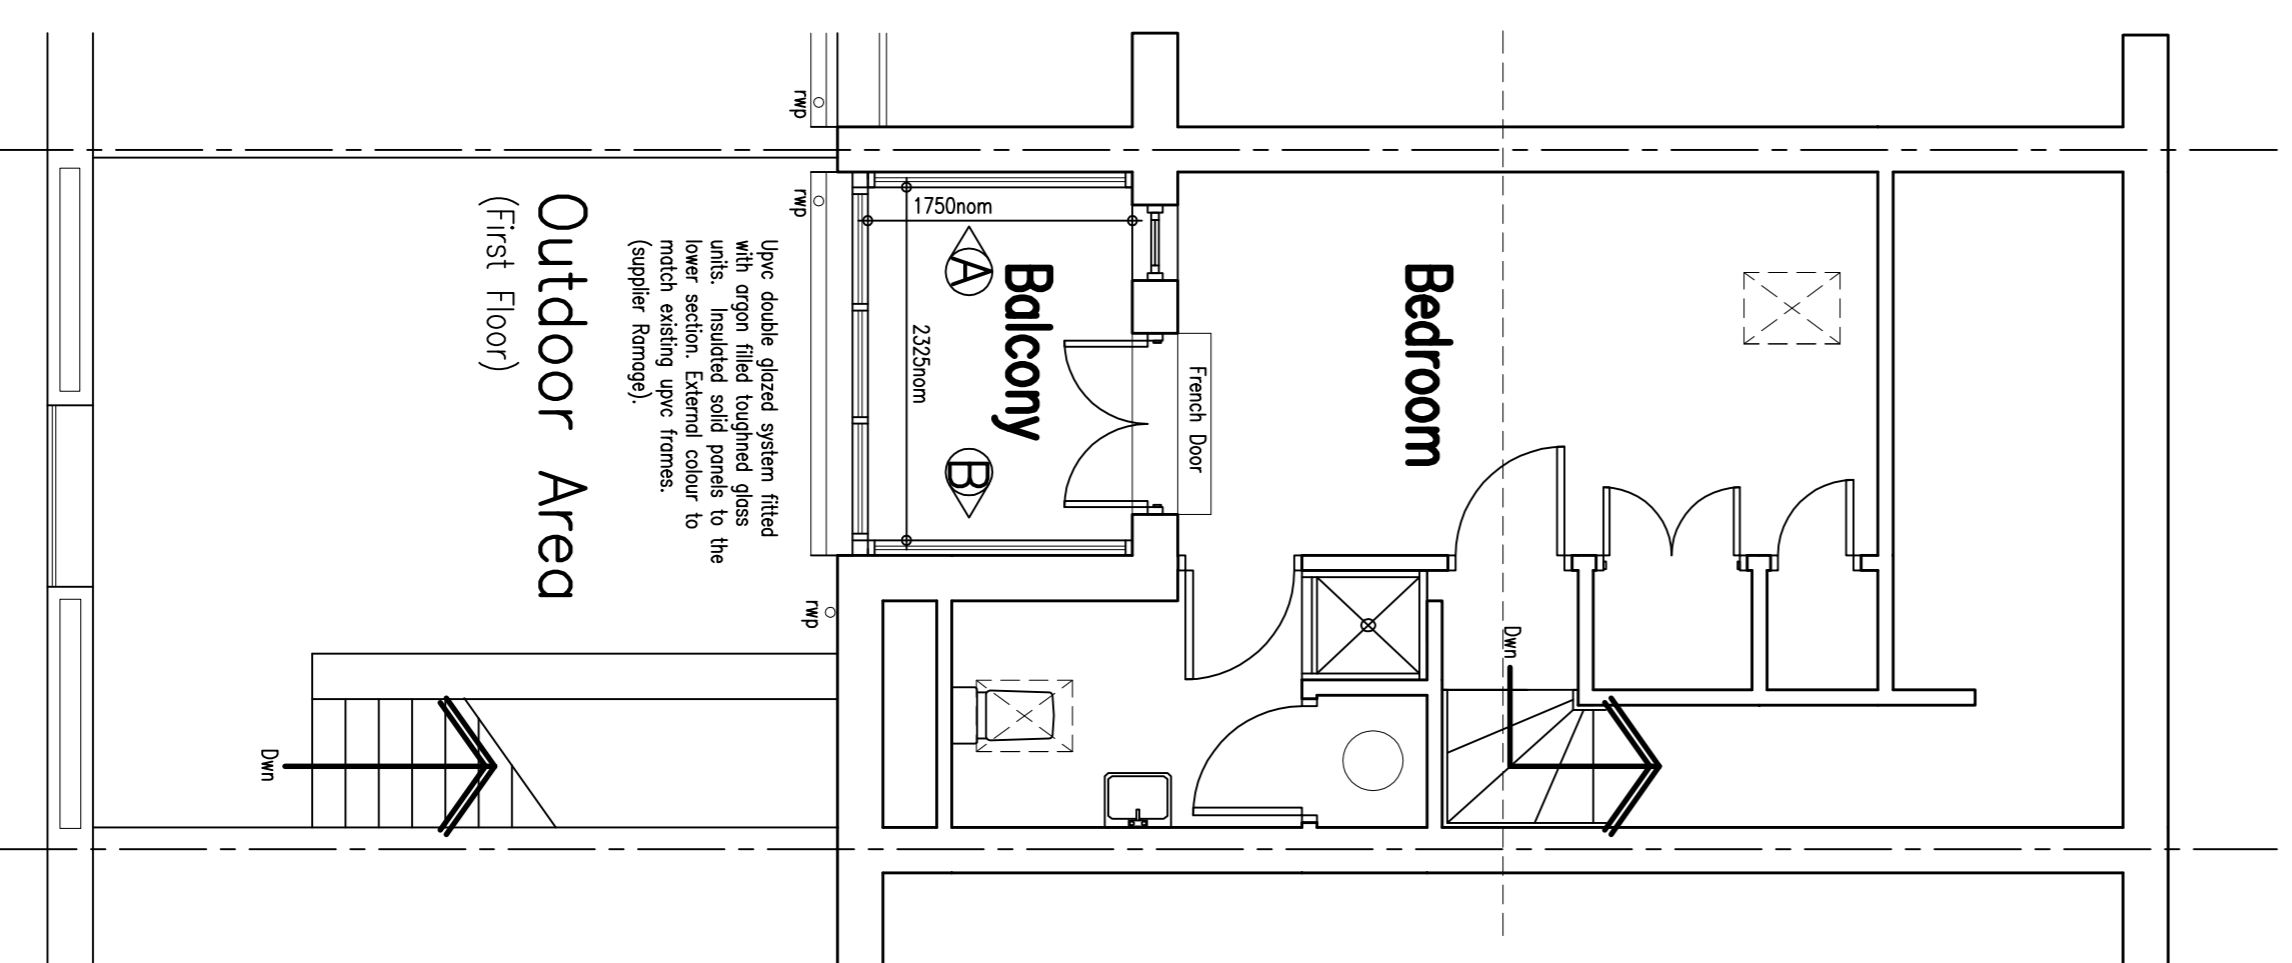 Bedroom
French Door
Balcony
A
B
1750nom
2325nom
Upvc double glazed system fitted
with argon filled toughned glass
units. Insulated solid panels to the
lower section. External colour to
match existing upvc frames.
(supplier Ramage).
Outdoor Area
(First Floor)
rwp
rwp
rwp
Dwn
Dwn